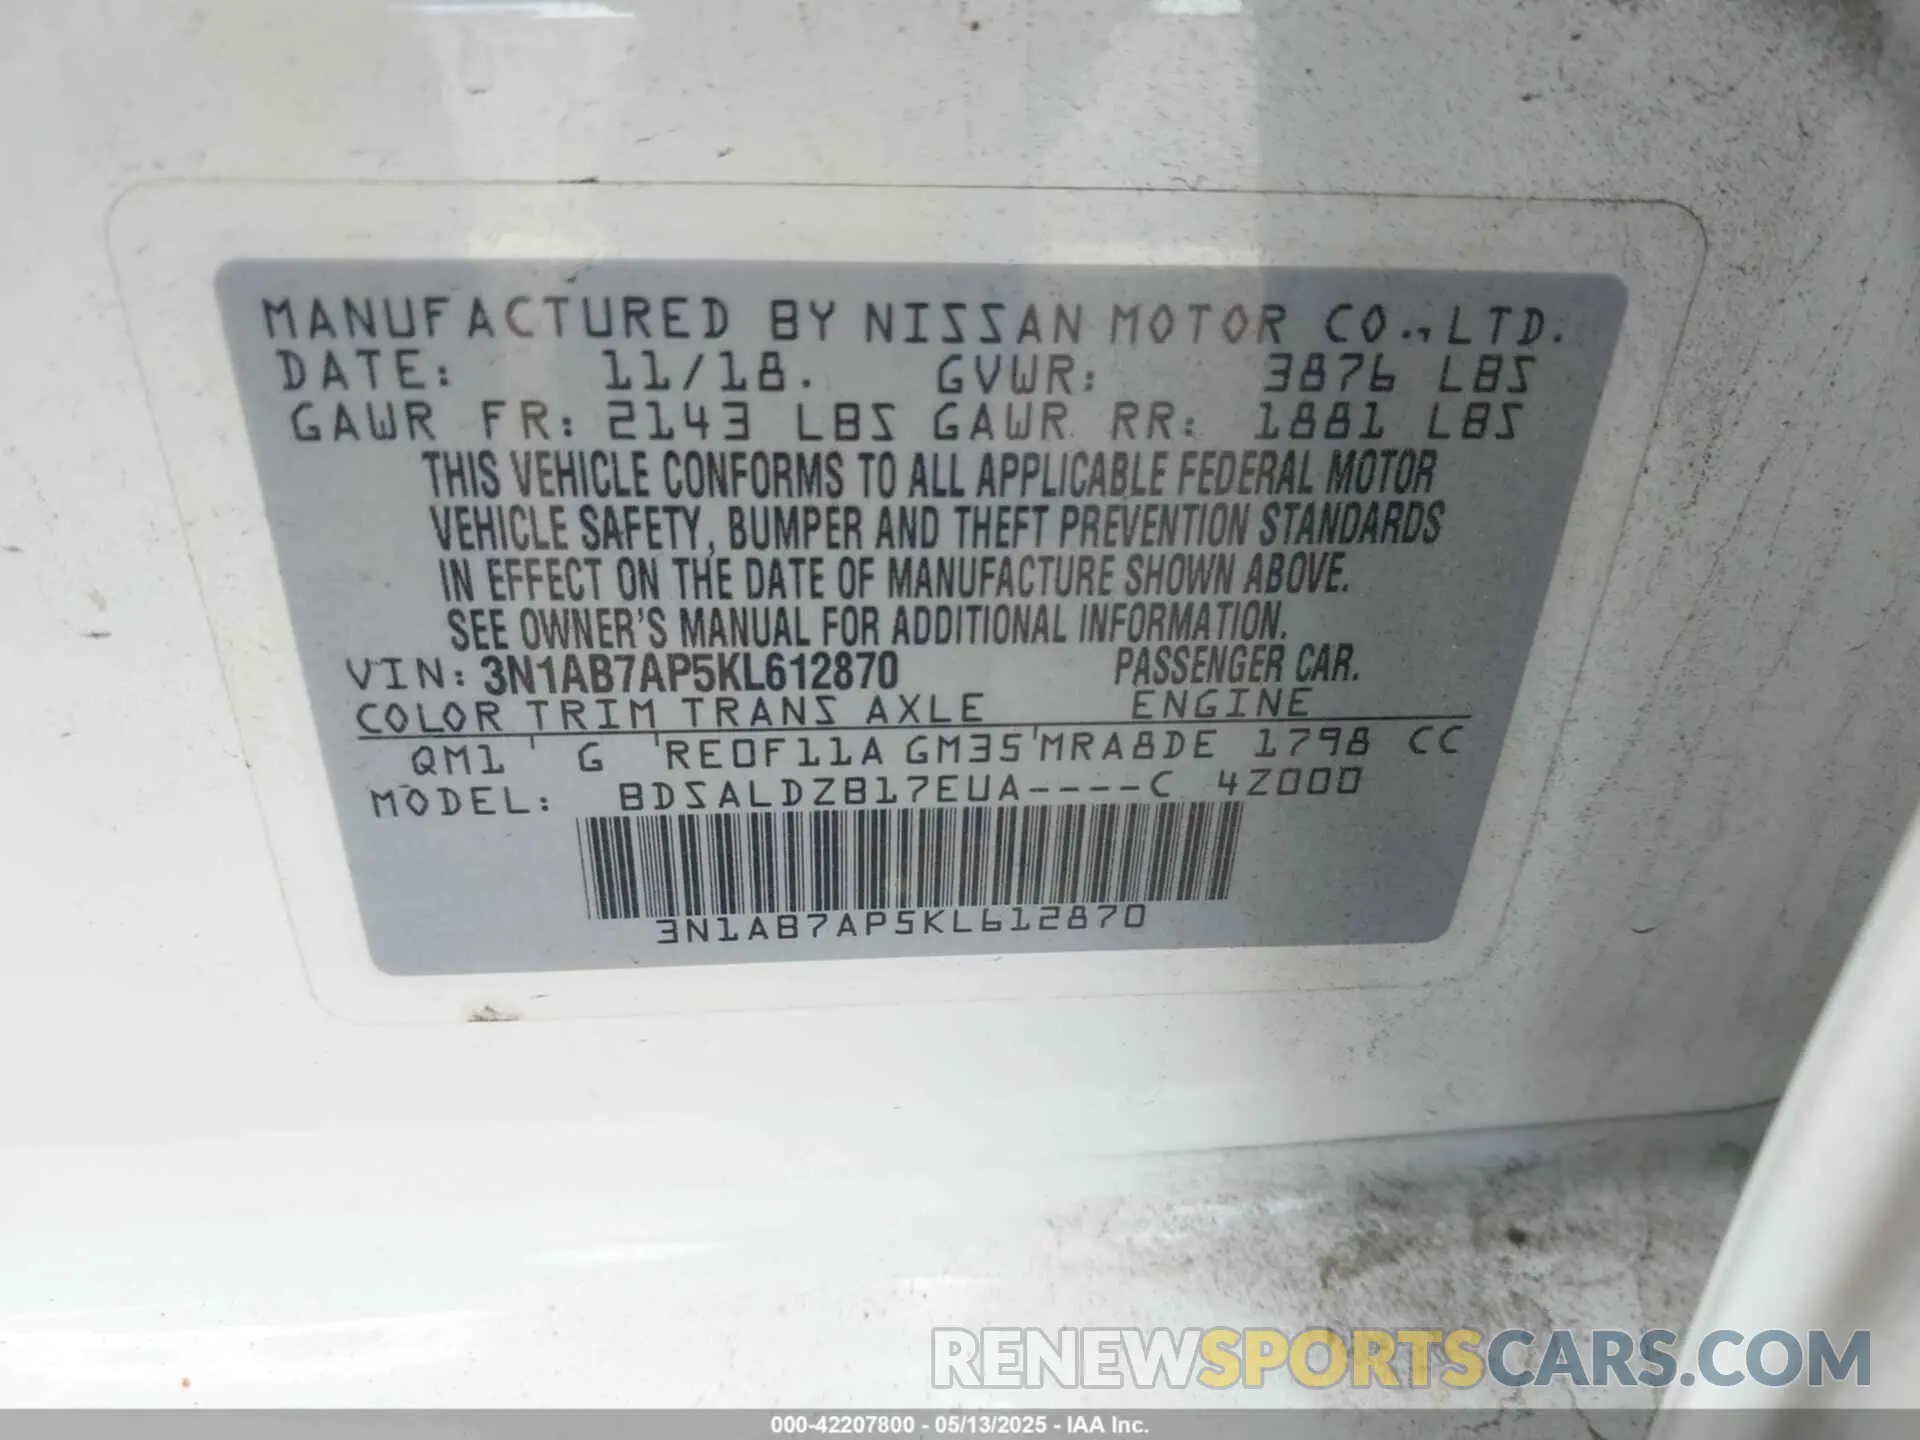 MANUFACTURED BY NISSAN MOTOR CO., LTD.
DATE: 11/18. GVWR: 3876 LBS
GAWR FR: 2143 LBS GAWR RR: 1881 LBS
THIS VEHICLE CONFORMS TO ALL APPLICABLE FEDERAL MOTOR
VEHICLE SAFETY, BUMPER AND THEFT PREVENTION STANDARDS
IN EFFECT ON THE DATE OF MANUFACTURE SHOWN ABOVE.
SEE OWNER'S MANUAL FOR ADDITIONAL INFORMATION.
VIN: 3N1AB7AP5KL612870 PASSENGER CAR.
COLOR TRIM TRANS AXLE ENGINE
QM1 ' G 'RE0F11A GM35'MRA8DE 1798 CC
MODEL: BDSALDZB17EUA----C 4Z000
3N1AB7AP5KL612870
RENEWSPORTSCARS.COM
000-42207800 - 05/13/2025 - IAA Inc.